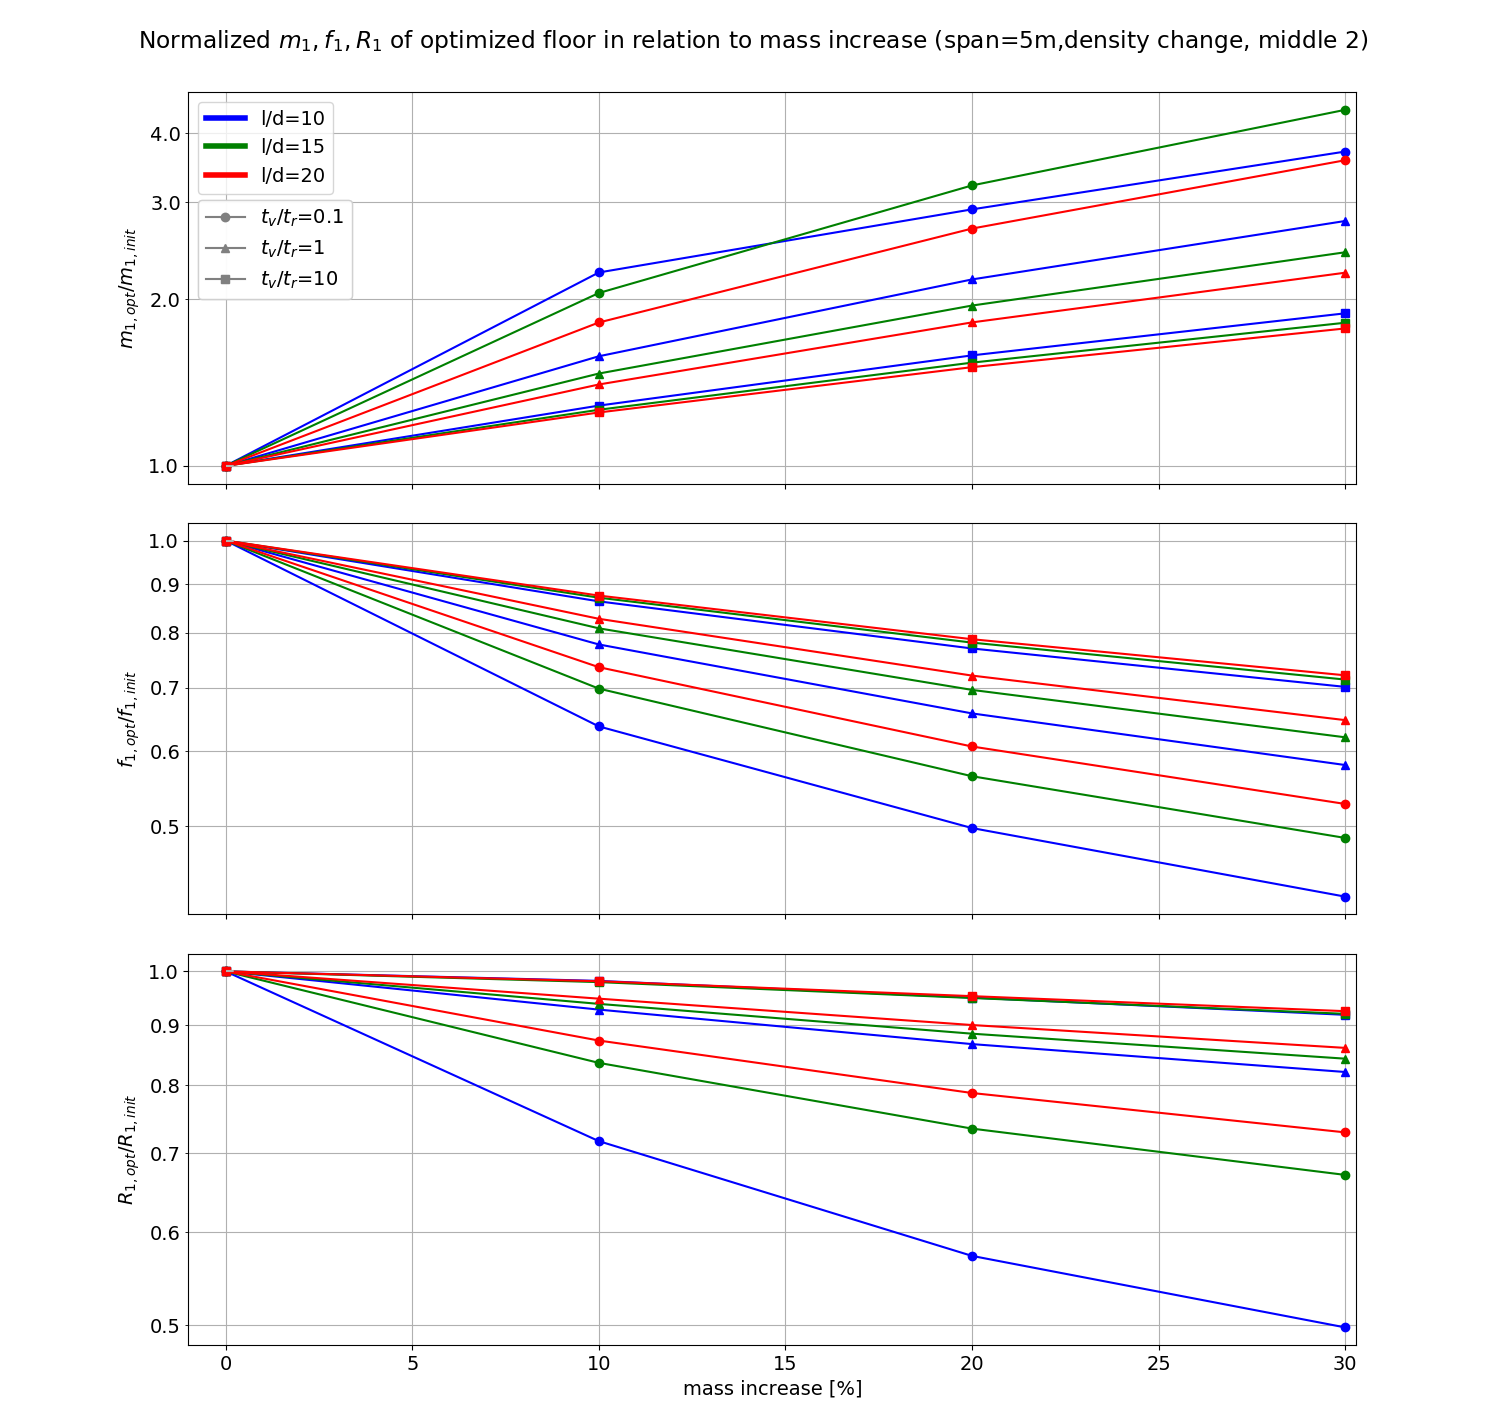 Normalized m₁, f₁, R₁ of optimized floor in relation to mass increase (span=5m,density change, middle 2)
l/d=10
l/d=15
l/d=20
tᵥ/tᵣ=0.1
tᵥ/tᵣ=1
tᵥ/tᵣ=10
4.0
3.0
2.0
1.0
m1,opt/m1,init
1.0
0.9
0.8
0.7
0.6
0.5
f1,opt/f1,init
1.0
0.9
0.8
0.7
0.6
0.5
R1,opt/R1,init
0 5 10 15 20 25 30
mass increase [%]